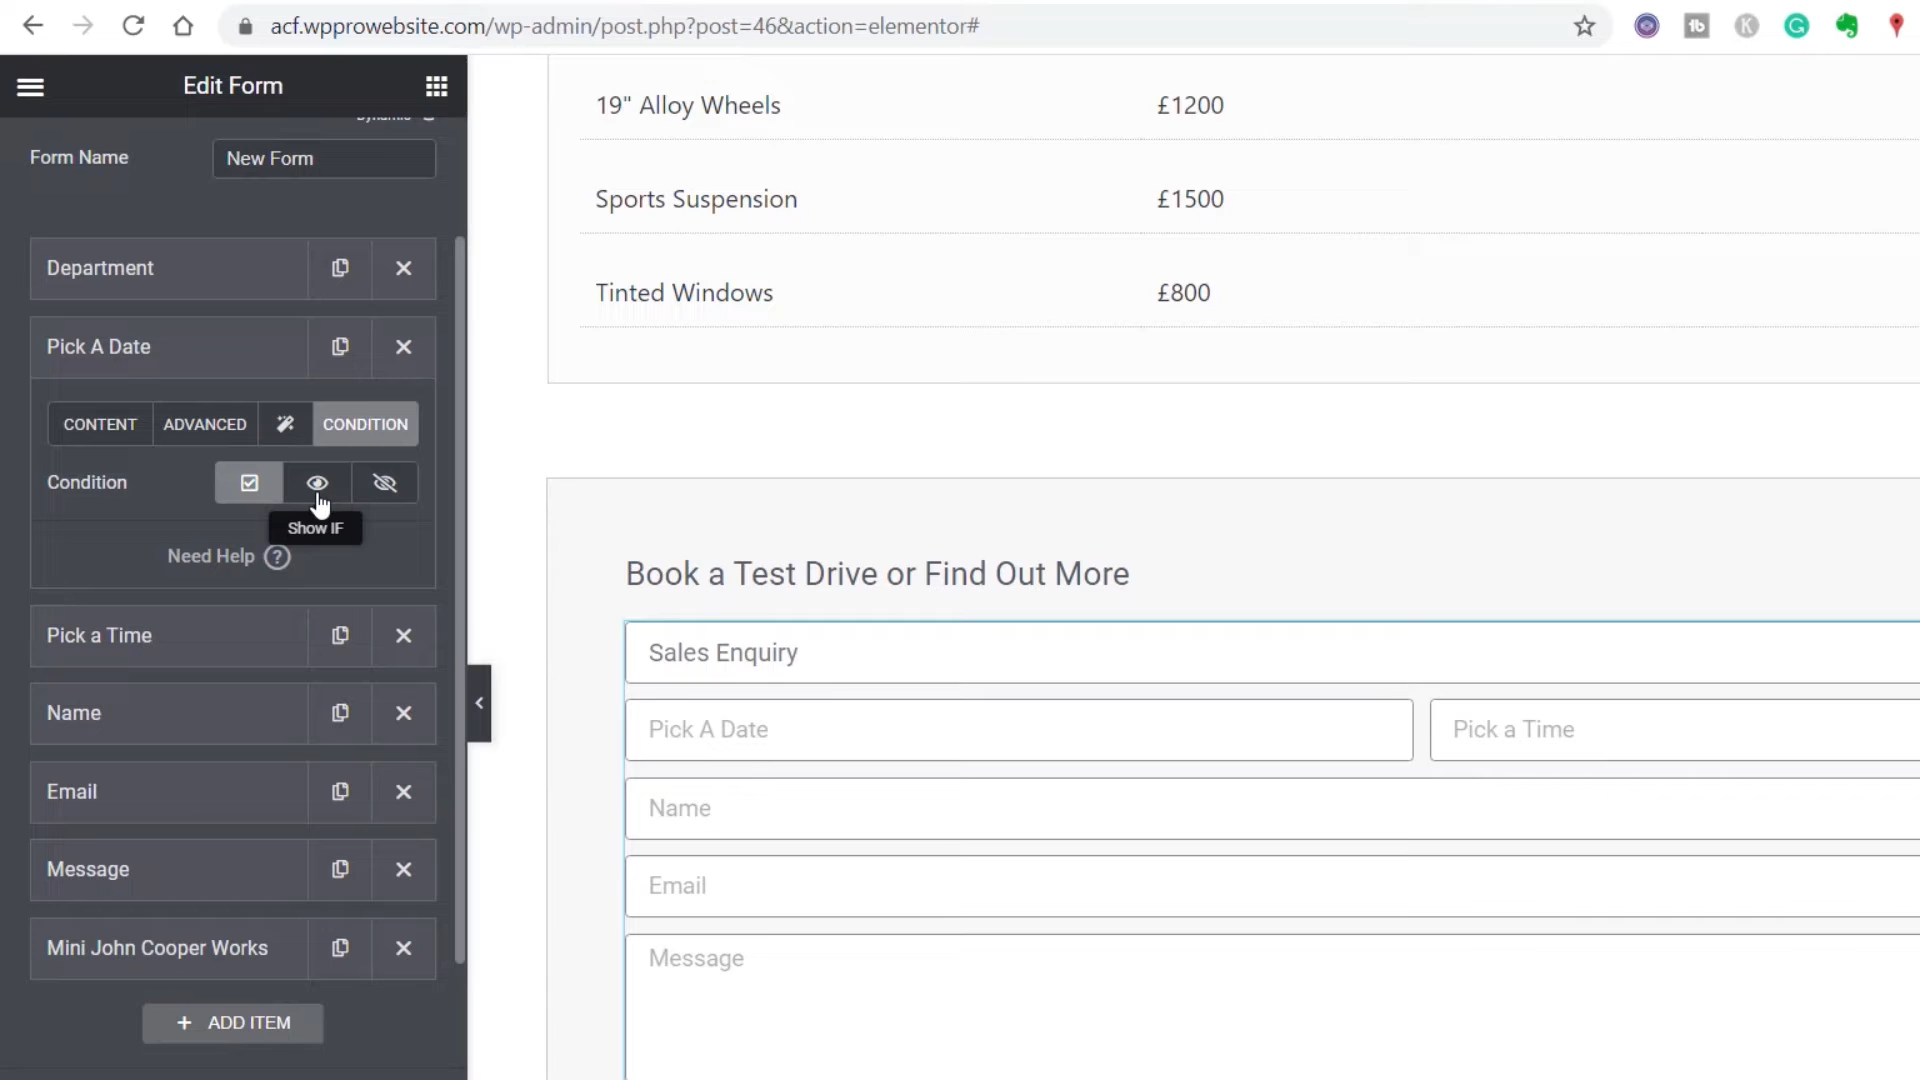 acf.wpprowebsite.com/wp-admin/post.php?post=46&action=elementor#
tb
K
G
Edit Form
Dynamic
Form Name
New Form
Department
Pick A Date
CONTENT
ADVANCED
CONDITION
Condition
Show IF
Need Help ?
Pick a Time
Name
Email
Message
Mini John Cooper Works
+ ADD ITEM
19" Alloy Wheels £1200
Sports Suspension £1500
Tinted Windows £800
Book a Test Drive or Find Out More
Sales Enquiry
Pick A Date
Pick a Time
Name
Email
Message